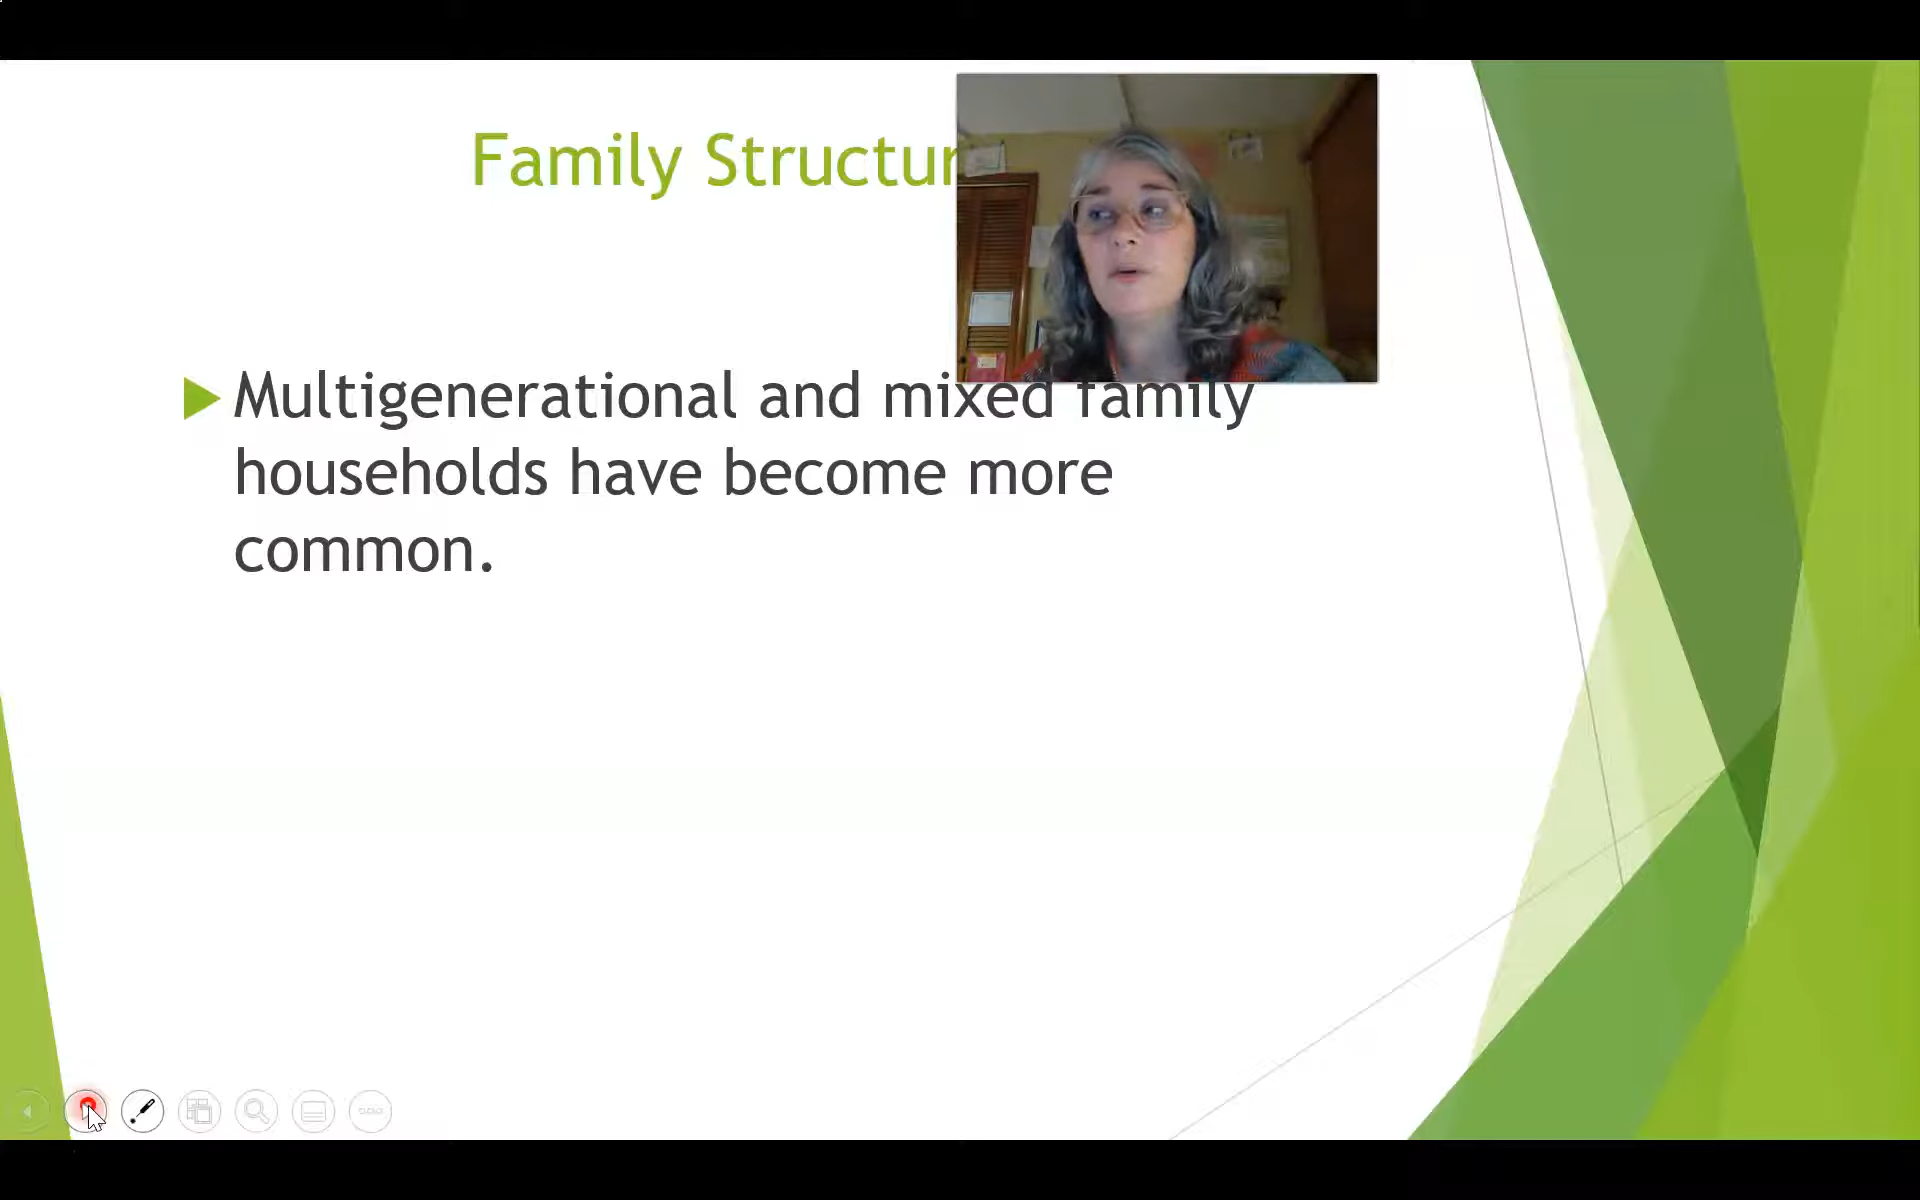 Family Structur
Multigenerational and mixed family
households have become more
common.